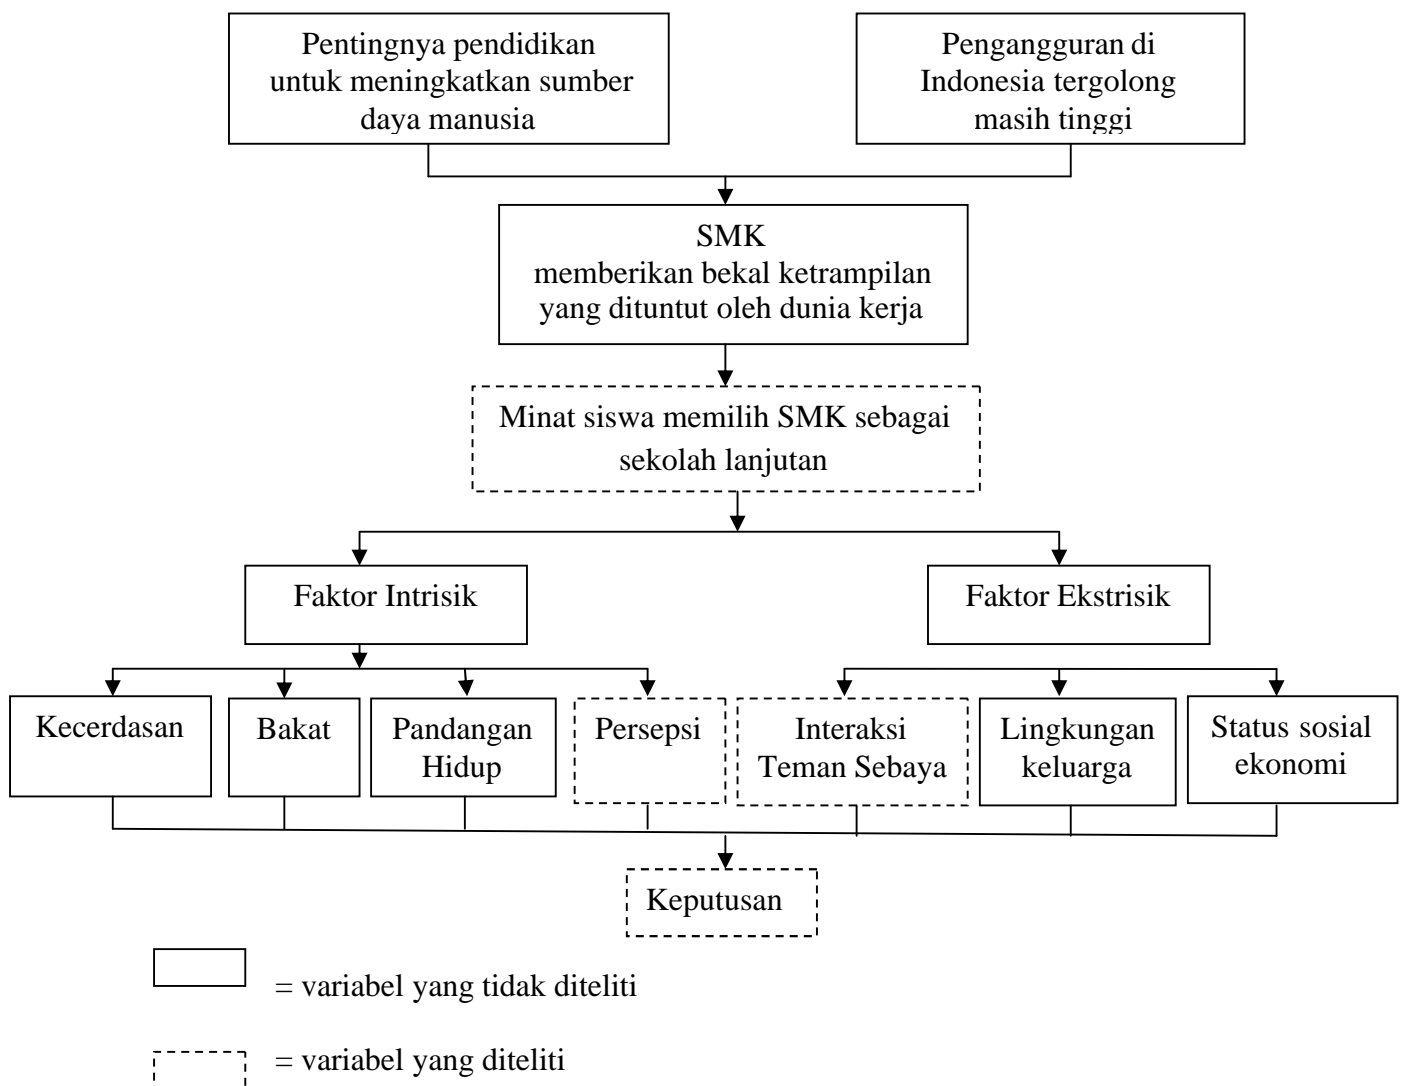 Pentingnya pendidikan
untuk meningkatkan sumber
daya manusia
Pengangguran di
Indonesia tergolong
masih tinggi
SMK
memberikan bekal ketrampilan
yang dituntut oleh dunia kerja
Minat siswa memilih SMK sebagai
sekolah lanjutan
Faktor Intrisik
Faktor Ekstrisik
Kecerdasan
Bakat
Pandangan
Hidup
Persepsi
Interaksi
Teman Sebaya
Lingkungan
keluarga
Status sosial
ekonomi
Keputusan
= variabel yang tidak diteliti
= variabel yang diteliti